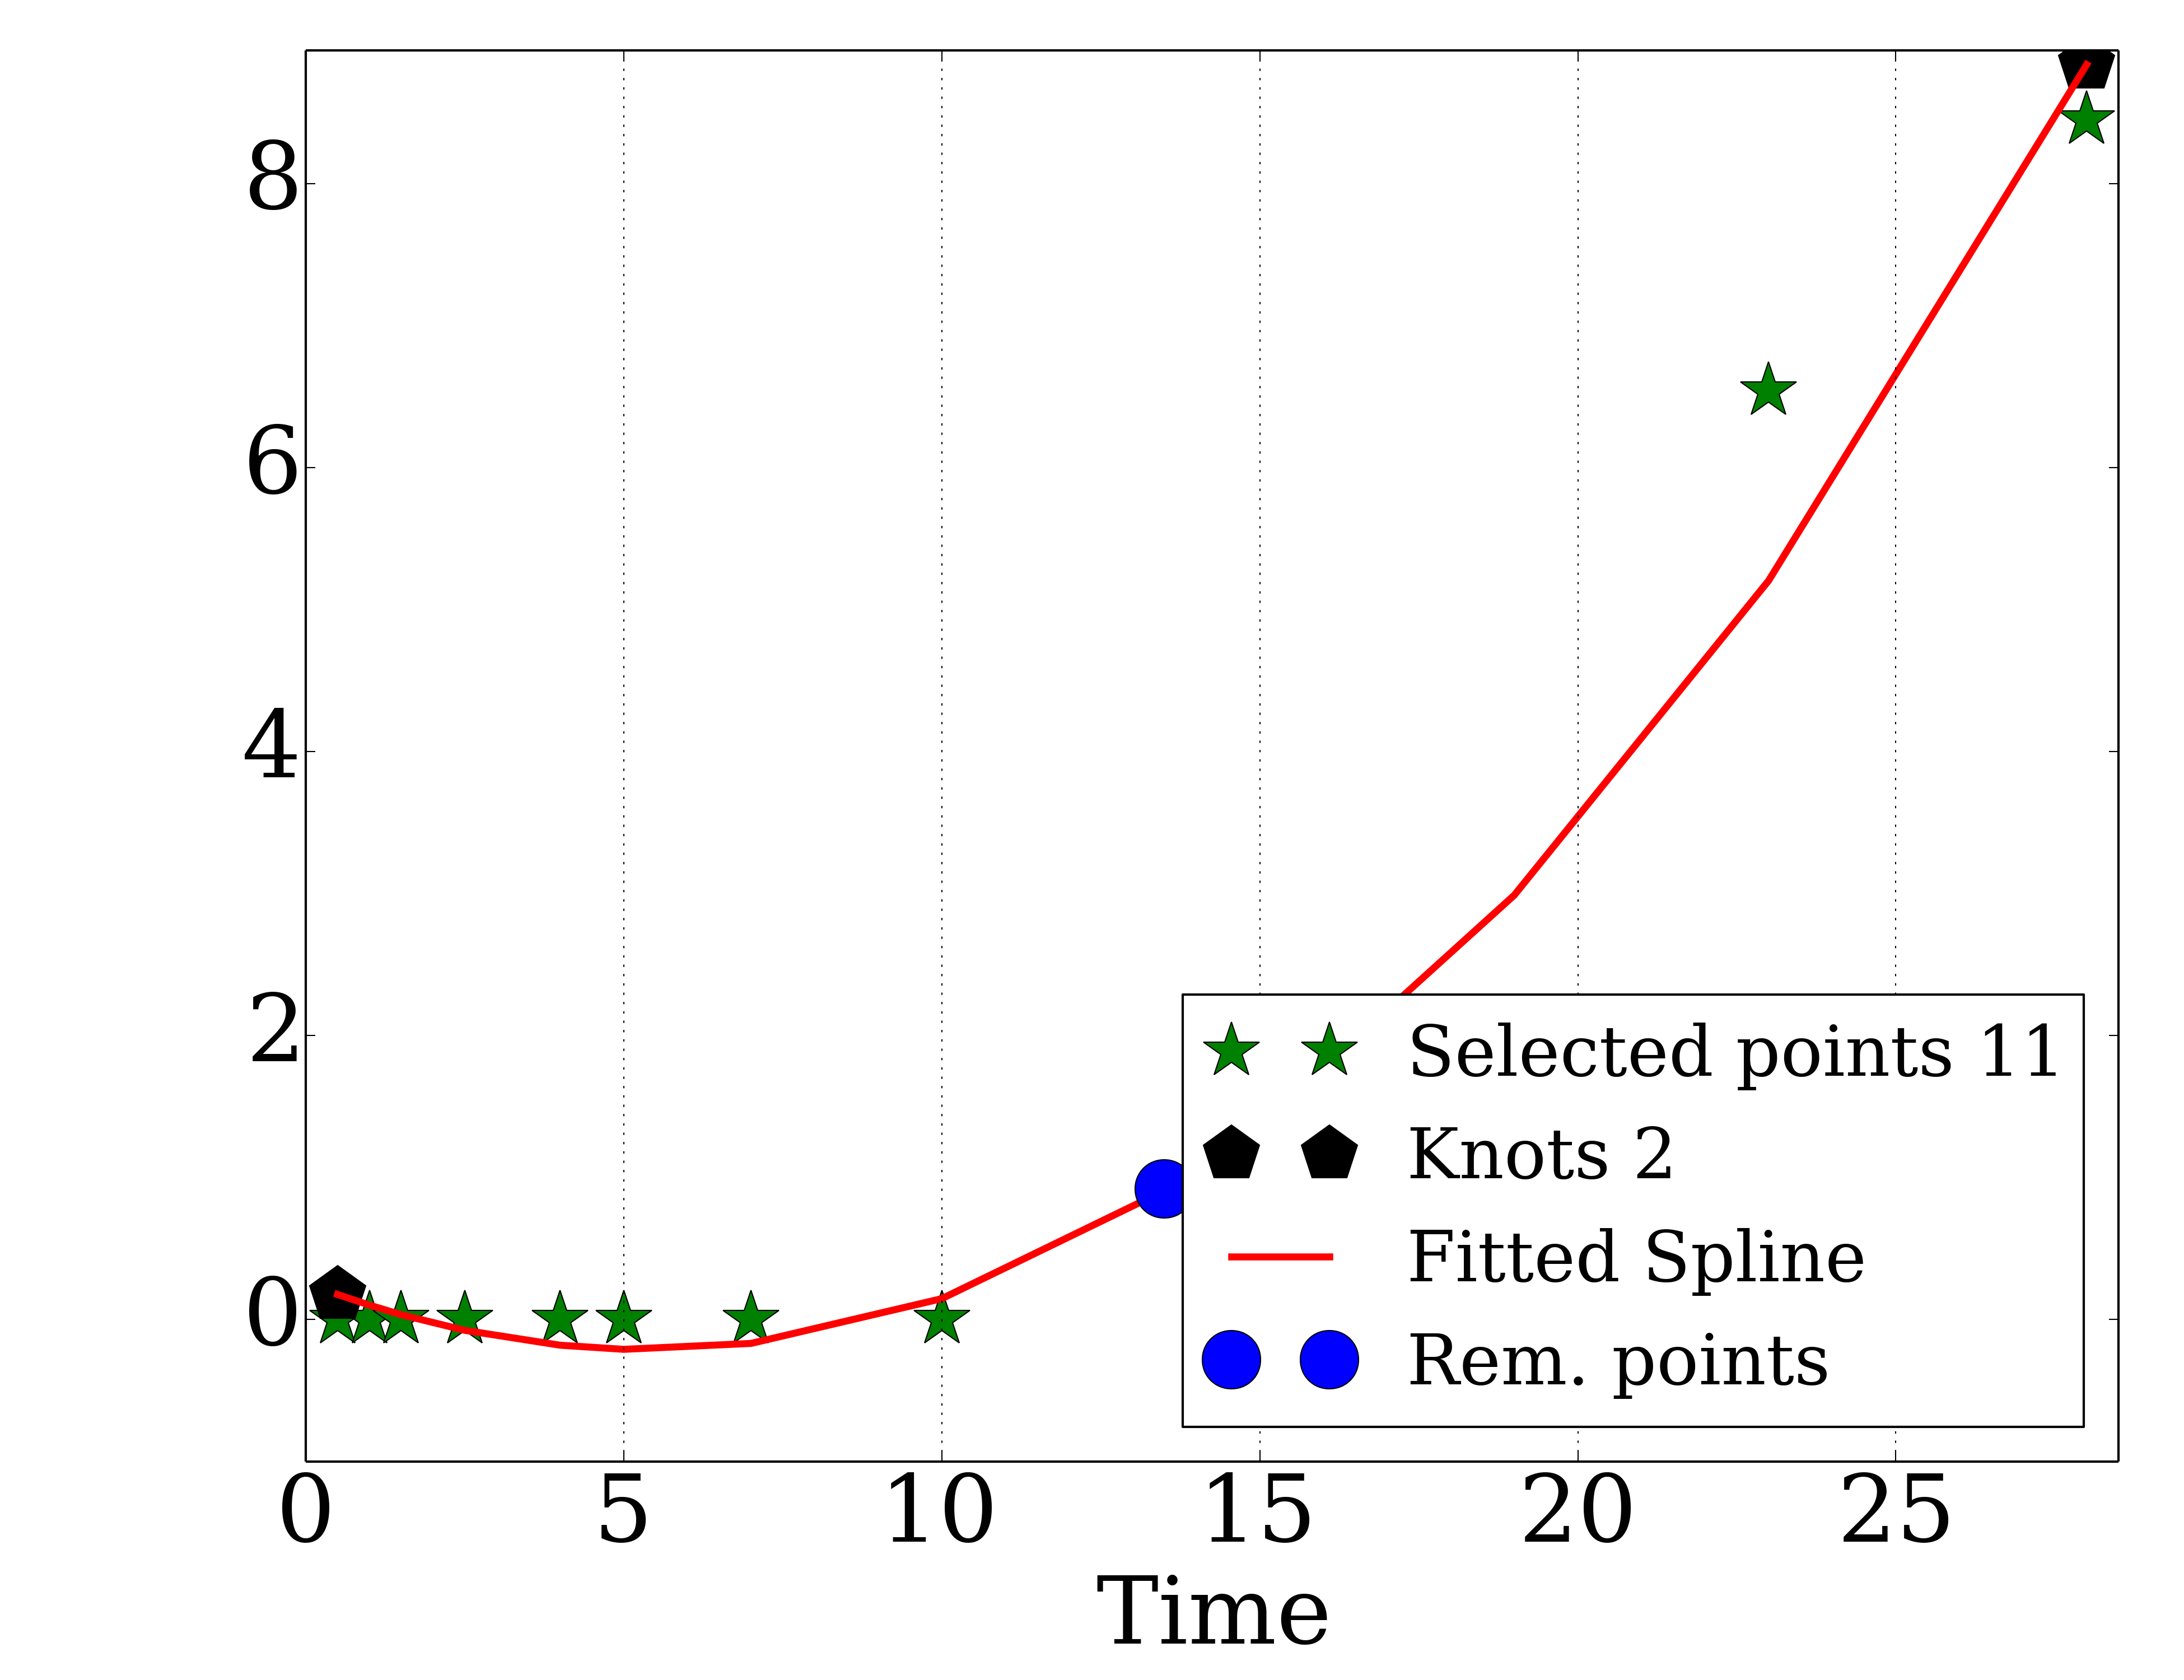 8
6
4
2
0
0 5 10 15 20 25
Time
Selected points 11
Knots 2
Fitted Spline
Rem. points